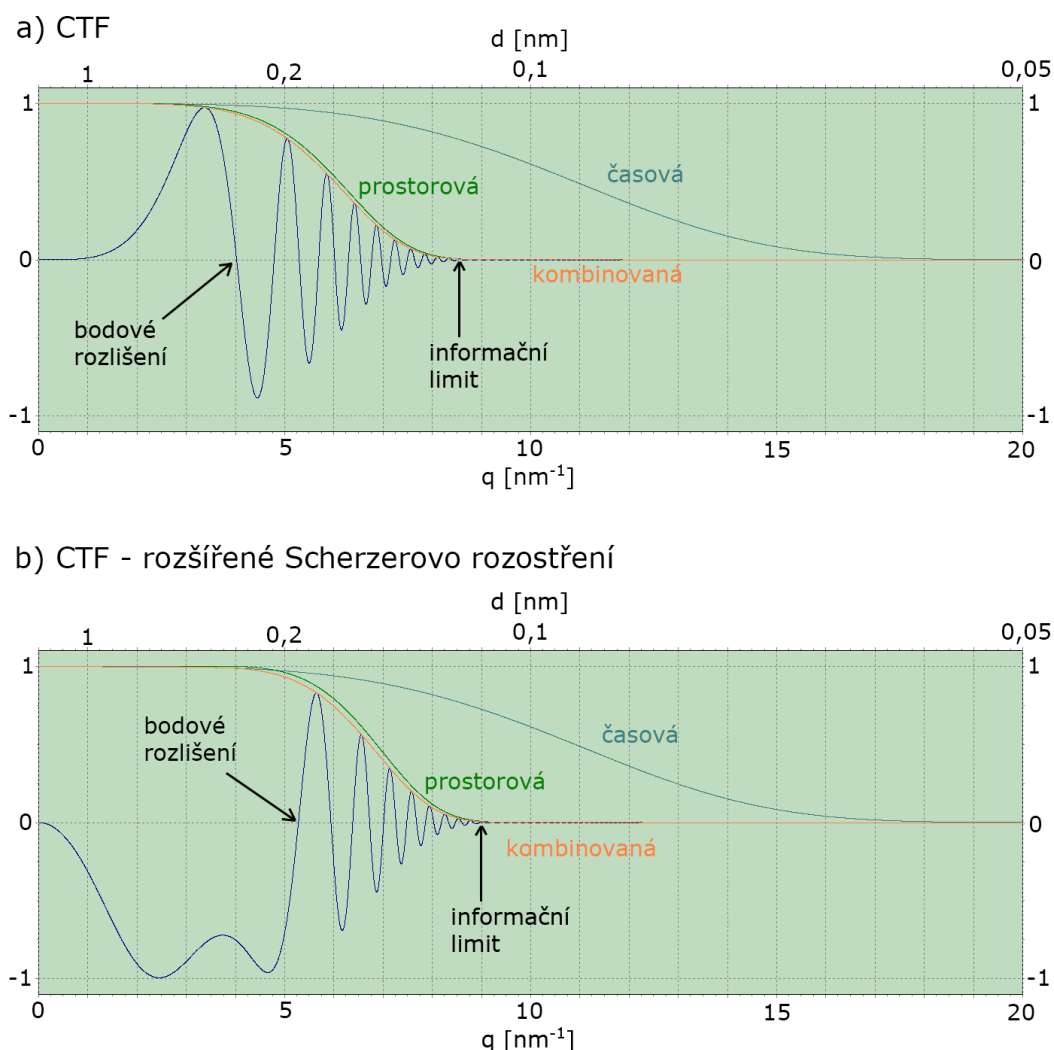 a) CTF
d [nm]
1 0,2 0,1 0,05
1 1
prostorová
časová
0 0
kombinovaná
bodové
rozlišení
informační
limit
-1 -1
0 5 10 15 20
q [nm-1]
b) CTF - rozšířené Scherzerovo rozostření
d [nm]
1 0,2 0,1 0,05
1 1
bodové
rozlišení
časová
prostorová
0 0
kombinovaná
informační
limit
-1 -1
0 5 10 15 20
q [nm-1]